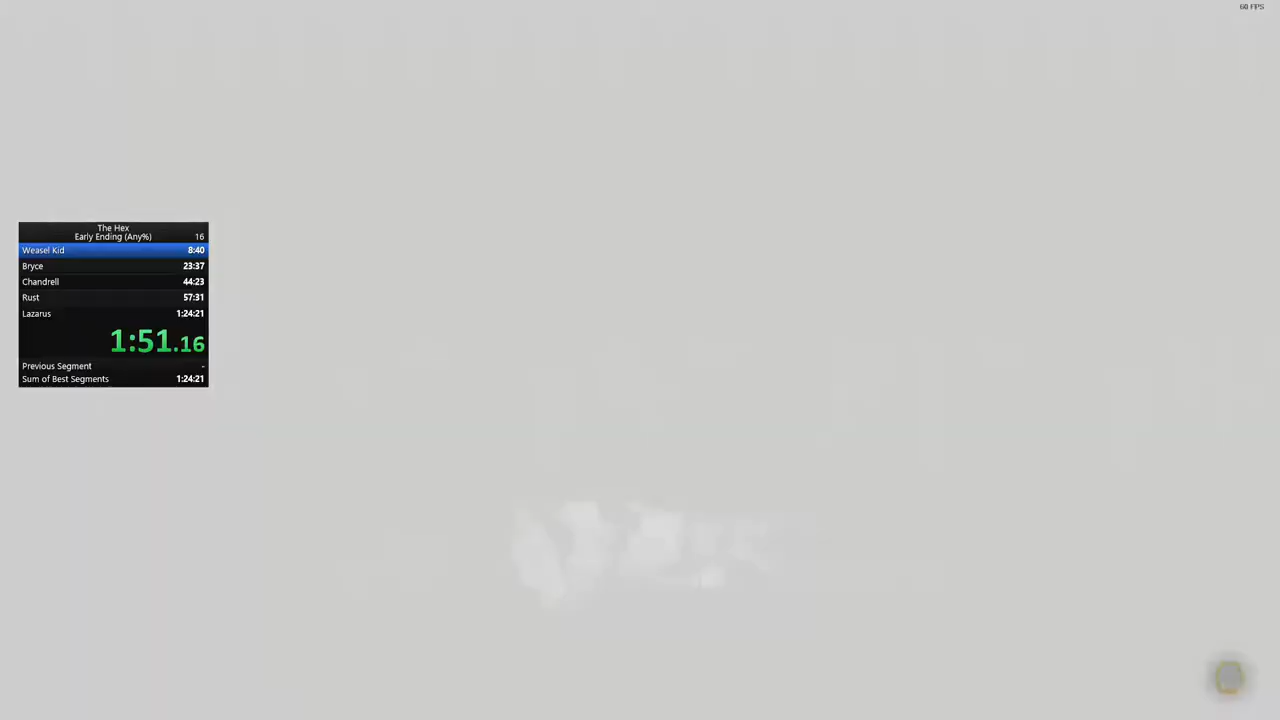 60 FPS
The Hex
Early Ending (Any%) 16
Weasel Kid 8:40
Bryce 23:37
Chandrell 44:23
Rust 57:31
Lazarus 1:24:21
1:51.16
Previous Segment -
Sum of Best Segments 1:24:21